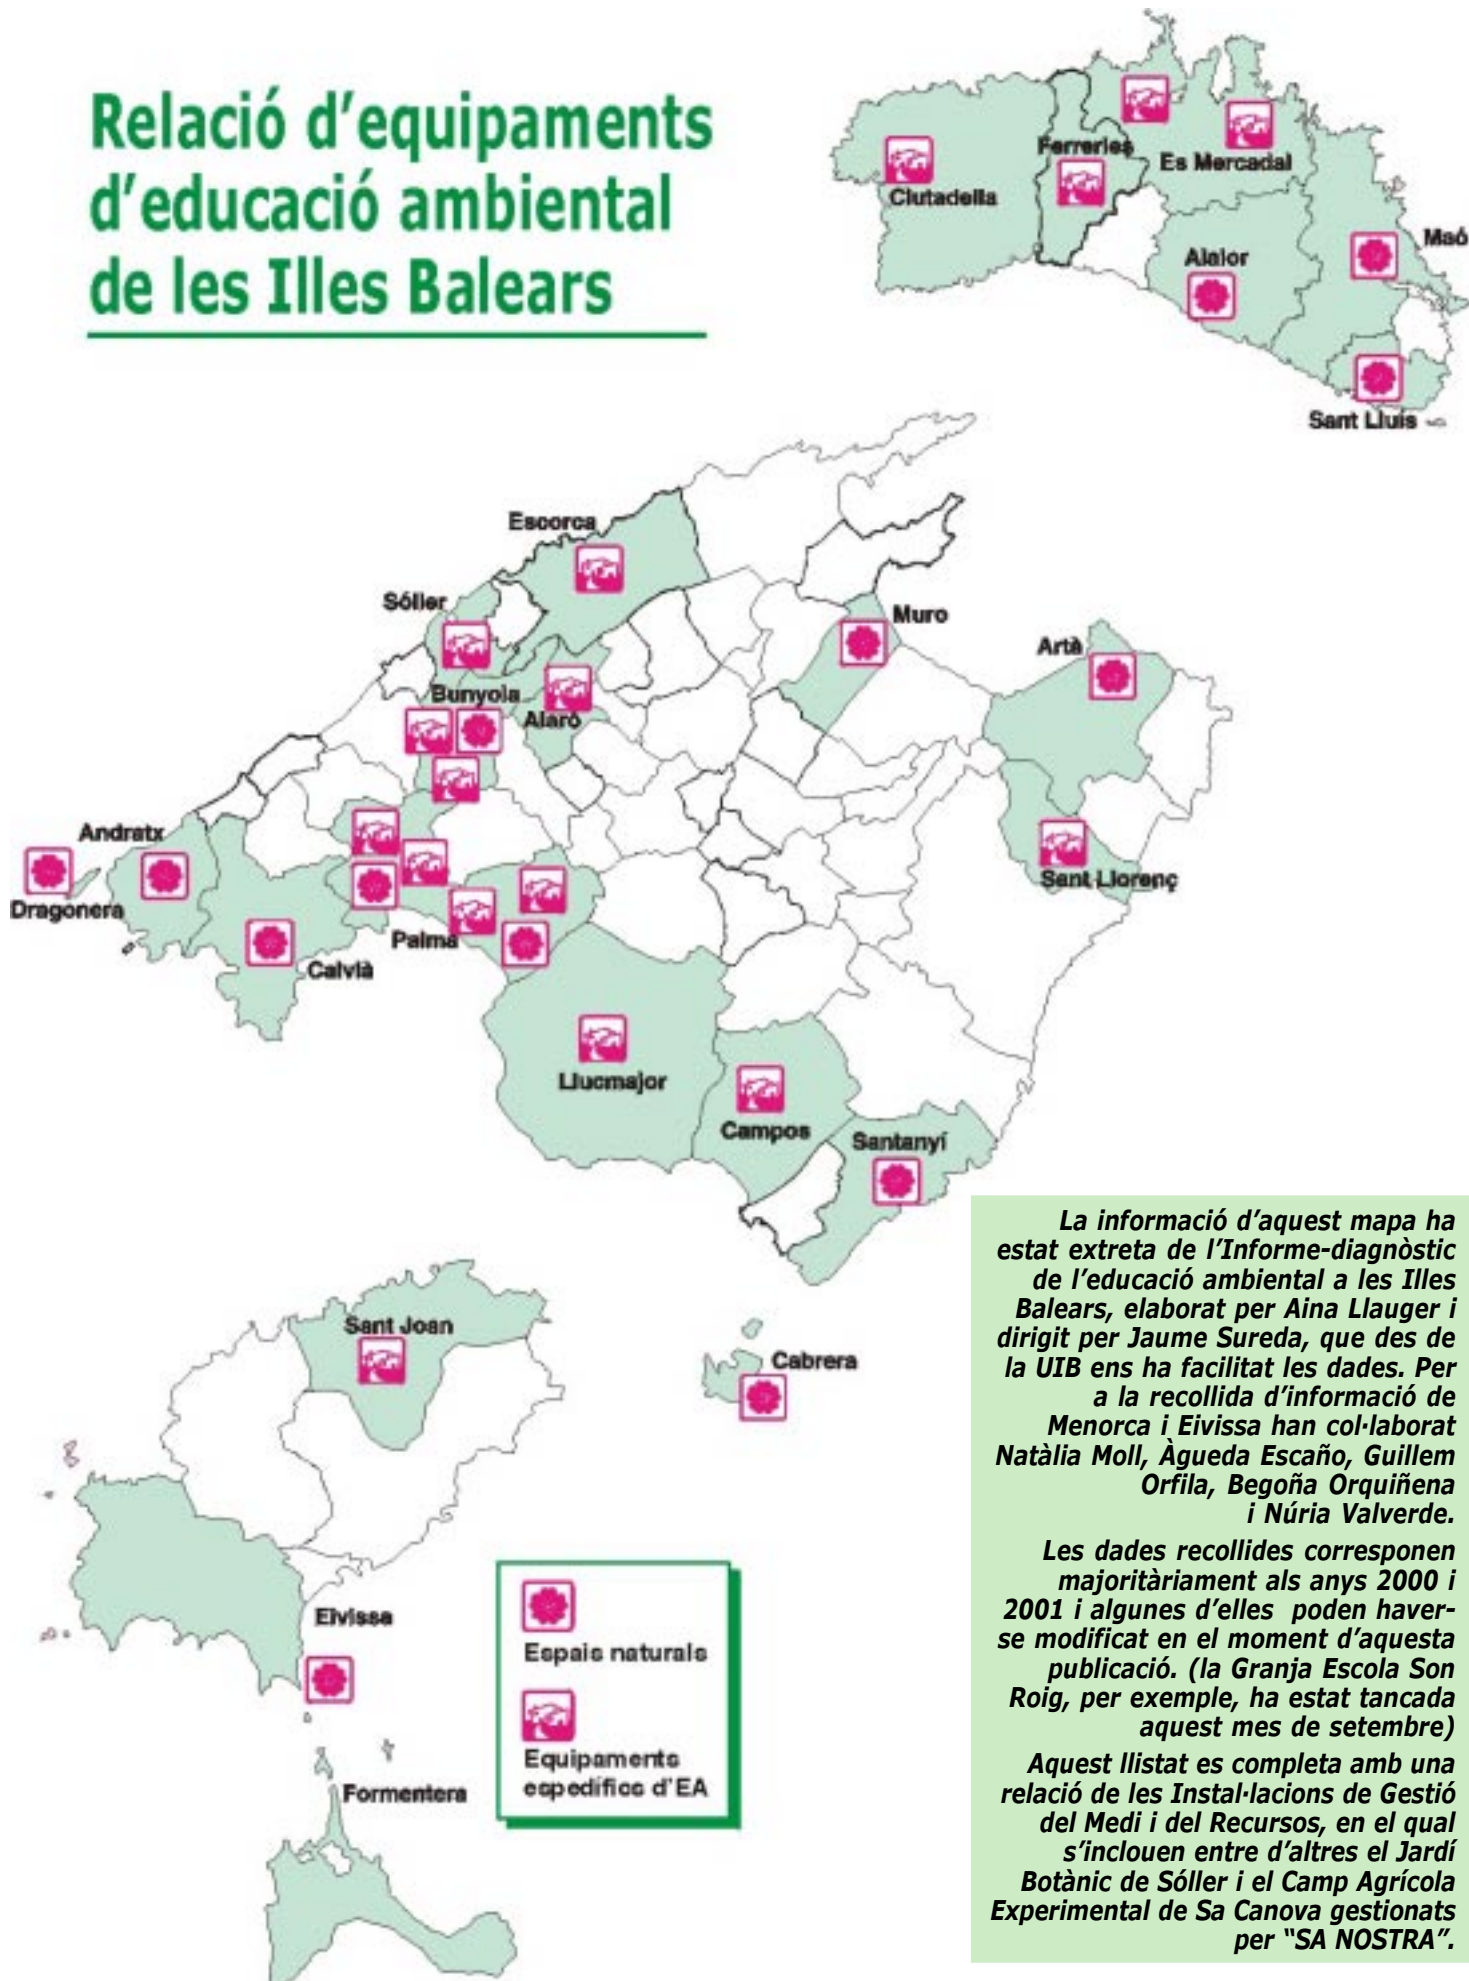 Relació d'equipaments
d'educació ambiental
de les Illes Balears
Ferreries
Es Mercadal
Ciutadella
Maó
Alaior
Sant Lluís
Escorca
Sóller
Muro
Artà
Bunyola
Alaró
Andratx
Sant Llorenç
Dragonera
Palma
Calvià
Llucmajor
Campos
Santanyí
Sant Joan
Cabrera
Eivissa
Formentera
Espais naturals
Equipaments
espedífics d'EA
La informació d'aquest mapa ha
estat extreta de l'Informe-diagnòstic
de l'educació ambiental a les Illes
Balears, elaborat per Aina Llauger i
dirigit per Jaume Sureda, que des de
la UIB ens ha facilitat les dades. Per
a la recollida d'informació de
Menorca i Eivissa han col·laborat
Natàlia Moll, Àgueda Escaño, Guillem
Orfila, Begoña Orquiñena
i Núria Valverde.
Les dades recollides corresponen
majoritàriament als anys 2000 i
2001 i algunes d'elles poden haver-
se modificat en el moment d'aquesta
publicació. (la Granja Escola Son
Roig, per exemple, ha estat tancada
aquest mes de setembre)
Aquest llistat es completa amb una
relació de les Instal·lacions de Gestió
del Medi i del Recursos, en el qual
s'inclouen entre d'altres el Jardí
Botànic de Sóller i el Camp Agrícola
Experimental de Sa Canova gestionats
per "SA NOSTRA".